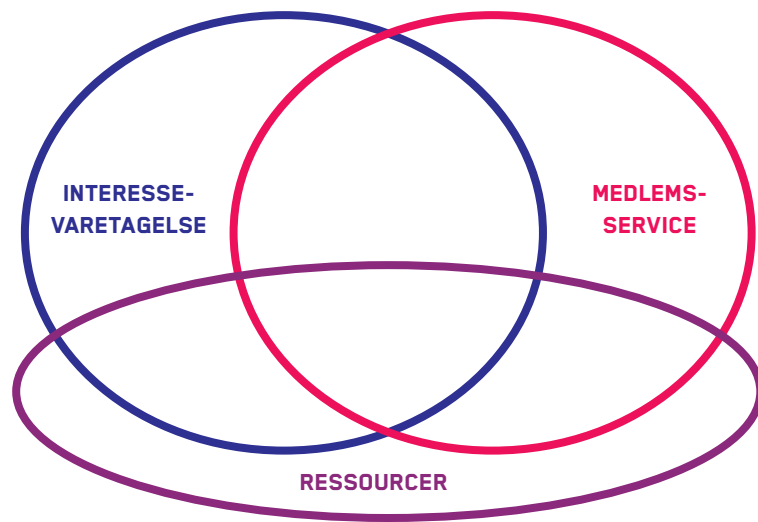 INTERESSE-
VARETAGELSE
MEDLEMS-
SERVICE
RESSOURCER